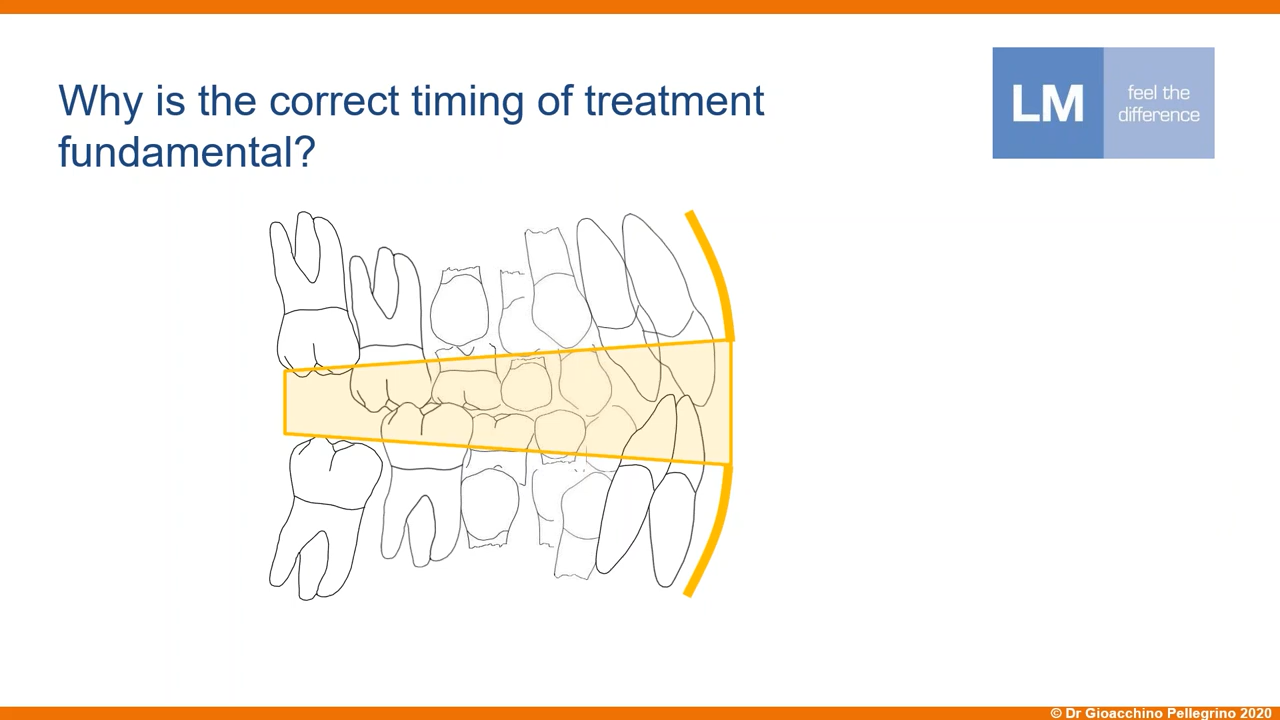 Why is the correct timing of treatment
fundamental?
LM
feel the
difference
© Dr Gioacchino Pellegrino 2020